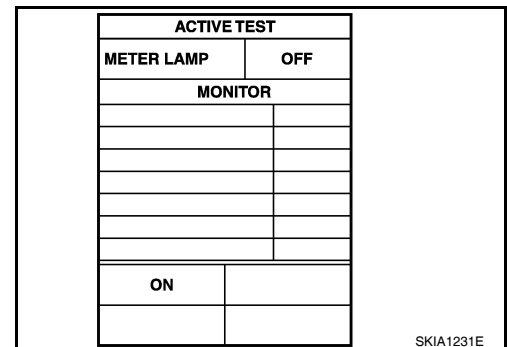 ACTIVE TEST
METER LAMP OFF
MONITOR
ON
SKIA1231E